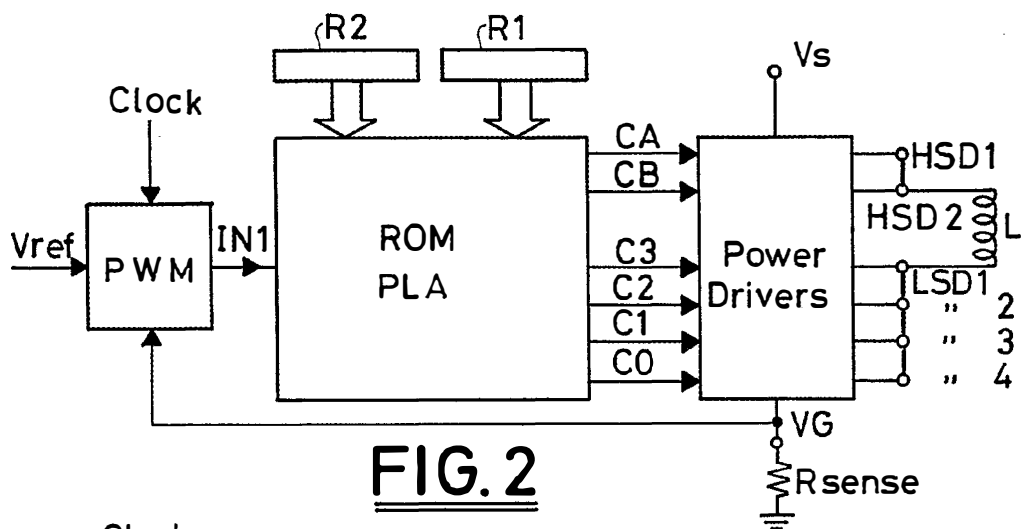 R2
R1
Vs
Clock
CA
HSD1
CB
HSD2
Vref
PWM
IN1
ROM
PLA
L
C3
Power
Drivers
LSD1
C2
" 2
C1
" 3
C0
" 4
VG
FIG. 2
Rsense